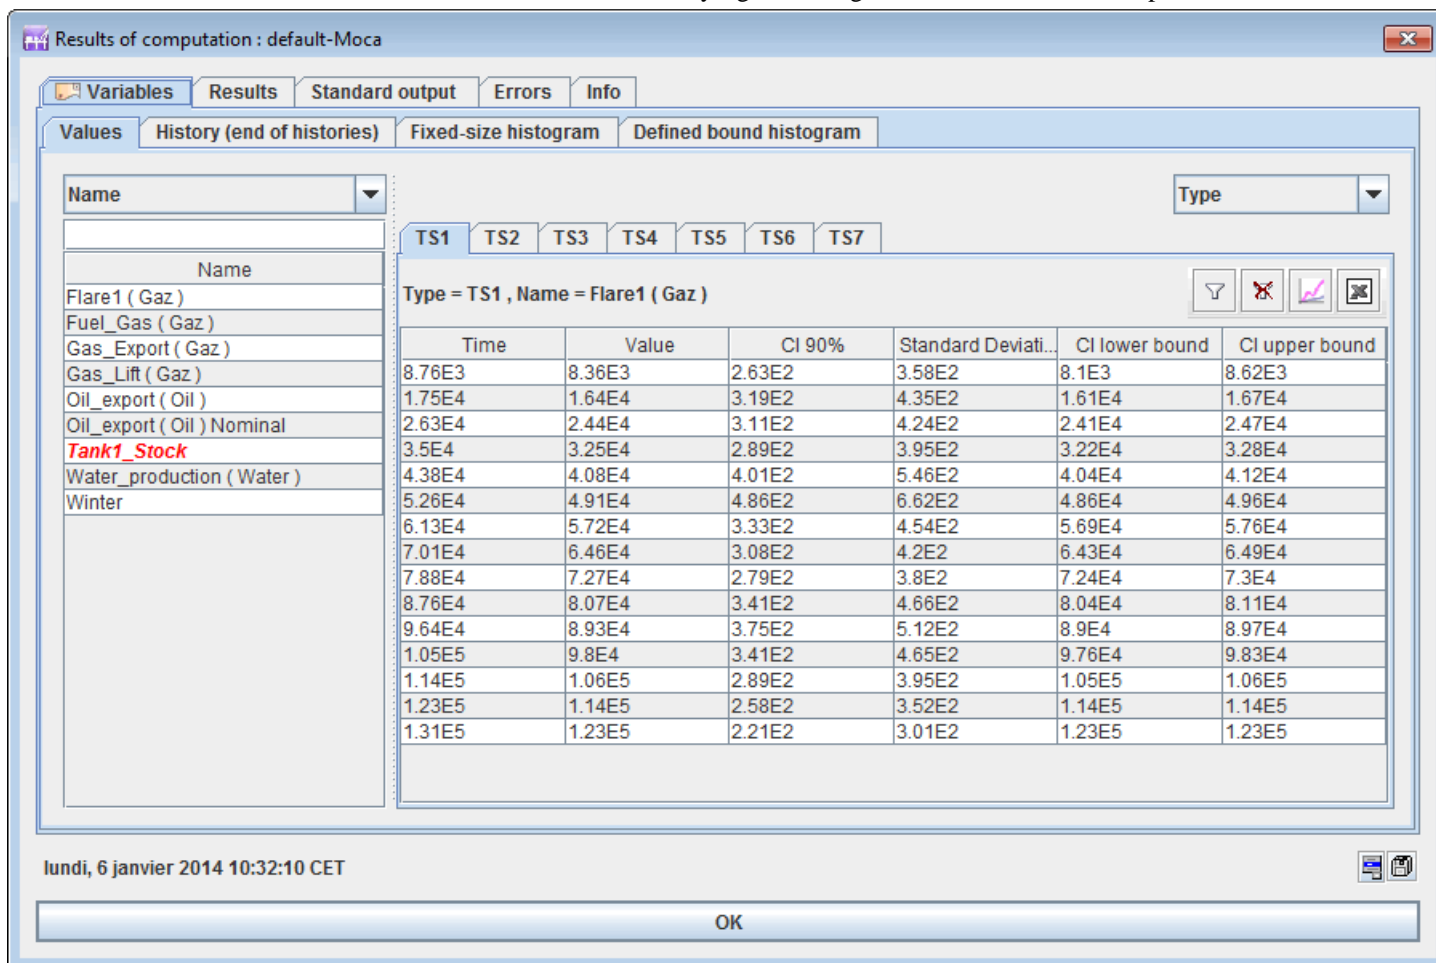 Results of computation : default-Moca
Variables Results Standard output Errors Info
Values History (end of histories) Fixed-size histogram Defined bound histogram
Name Type
TS1 TS2 TS3 TS4 TS5 TS6 TS7
Name
Flare1 ( Gaz )
Fuel_Gas ( Gaz )
Gas_Export ( Gaz )
Gas_Lift ( Gaz )
Oil_export ( Oil )
Oil_export ( Oil ) Nominal
Tank1_Stock
Water_production ( Water )
Winter
Type = TS1 , Name = Flare1 ( Gaz )
Time Value CI 90% Standard Deviati... CI lower bound CI upper bound
8.76E3 8.36E3 2.63E2 3.58E2 8.1E3 8.62E3
1.75E4 1.64E4 3.19E2 4.35E2 1.61E4 1.67E4
2.63E4 2.44E4 3.11E2 4.24E2 2.41E4 2.47E4
3.5E4 3.25E4 2.89E2 3.95E2 3.22E4 3.28E4
4.38E4 4.08E4 4.01E2 5.46E2 4.04E4 4.12E4
5.26E4 4.91E4 4.86E2 6.62E2 4.86E4 4.96E4
6.13E4 5.72E4 3.33E2 4.54E2 5.69E4 5.76E4
7.01E4 6.46E4 3.08E2 4.2E2 6.43E4 6.49E4
7.88E4 7.27E4 2.79E2 3.8E2 7.24E4 7.3E4
8.76E4 8.07E4 3.41E2 4.66E2 8.04E4 8.11E4
9.64E4 8.93E4 3.75E2 5.12E2 8.9E4 8.97E4
1.05E5 9.8E4 3.41E2 4.65E2 9.76E4 9.83E4
1.14E5 1.06E5 2.89E2 3.95E2 1.05E5 1.06E5
1.23E5 1.14E5 2.58E2 3.52E2 1.14E5 1.14E5
1.31E5 1.23E5 2.21E2 3.01E2 1.23E5 1.23E5
lundi, 6 janvier 2014 10:32:10 CET
OK